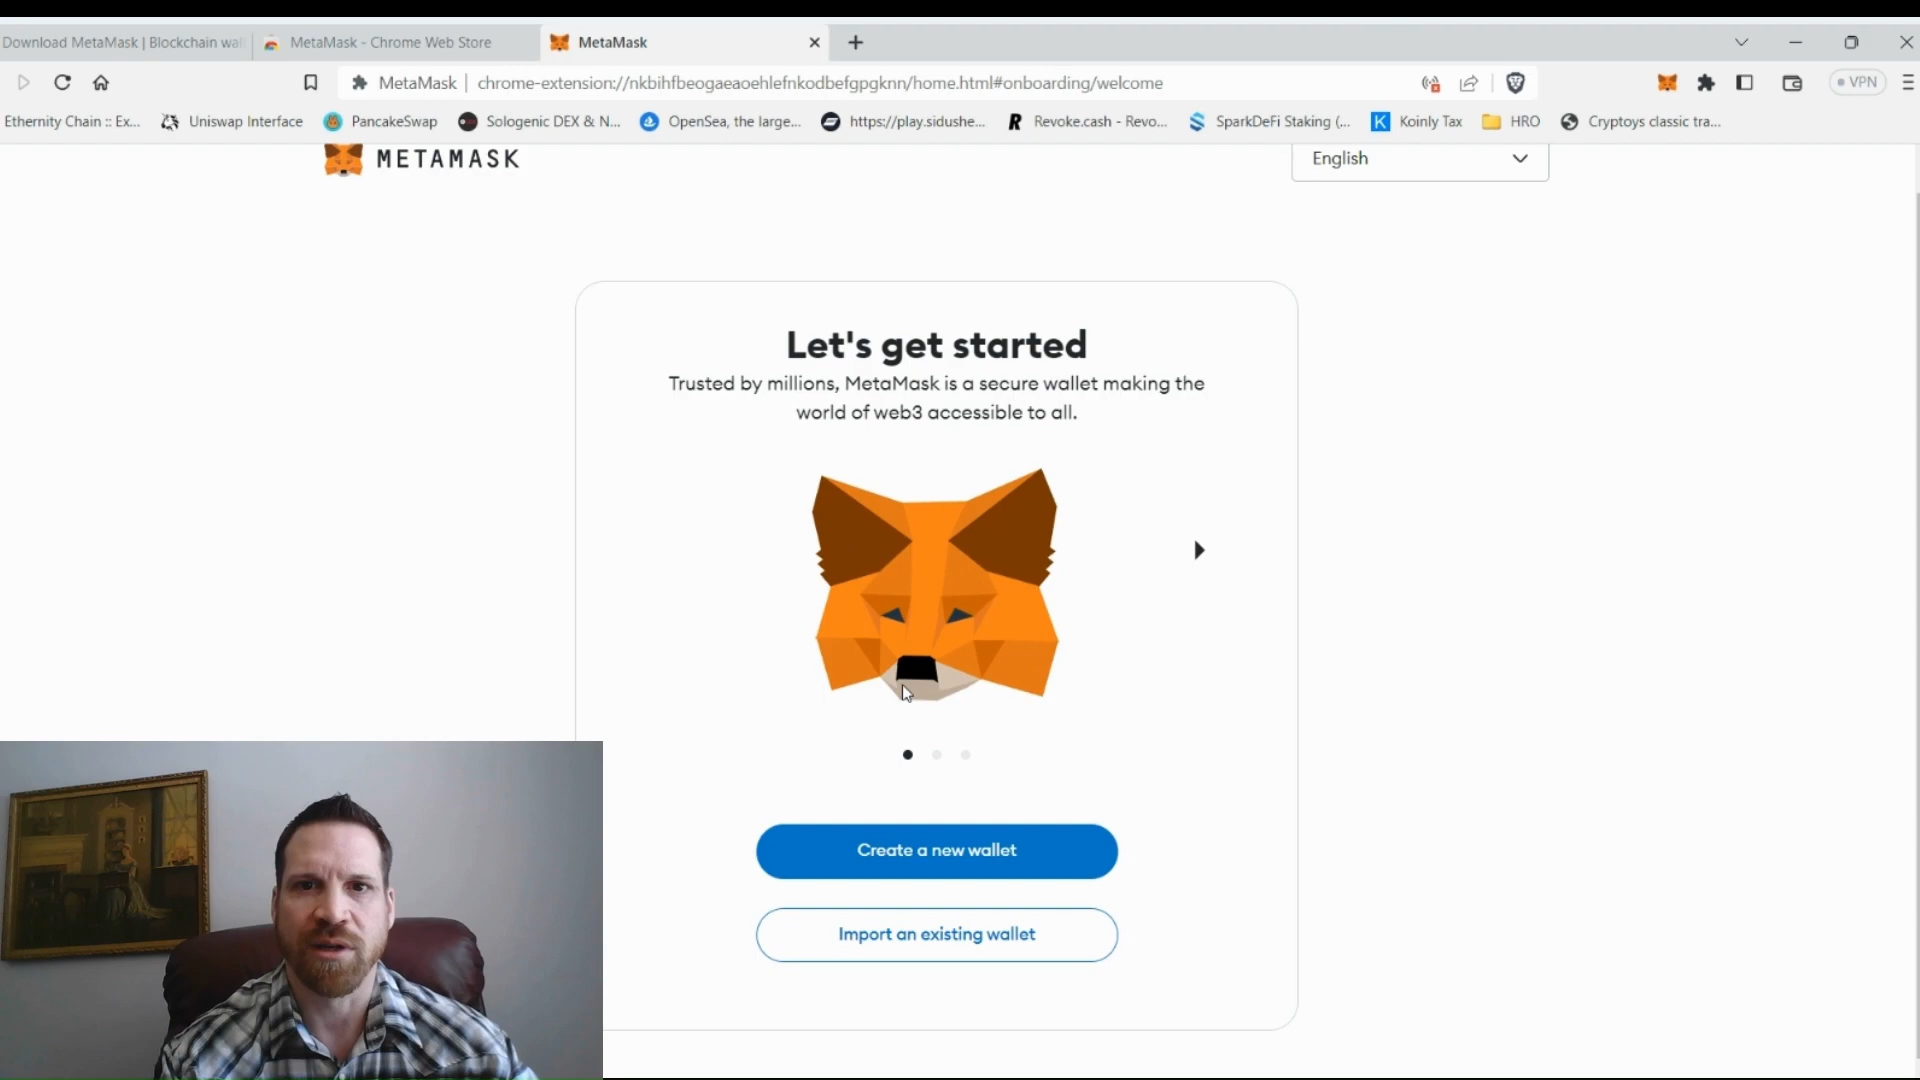 Download MetaMask | Blockchain wal
MetaMask - Chrome Web Store
MetaMask
MetaMask | chrome-extension://nkbihfbeogaeaoehlefnkodbefgpgknn/home.html#onboarding/welcome
VPN
Ethernity Chain :: Ex...
Uniswap Interface
PancakeSwap
Sologenic DEX & N...
OpenSea, the large...
https://play.sidushe...
R
Revoke.cash - Revo...
SparkDeFi Staking (...
K
Koinly Tax
HRO
Cryptoys classic tra...
METAMASK
English
Let's get started
Trusted by millions, MetaMask is a secure wallet making the
world of web3 accessible to all.
Create a new wallet
Import an existing wallet